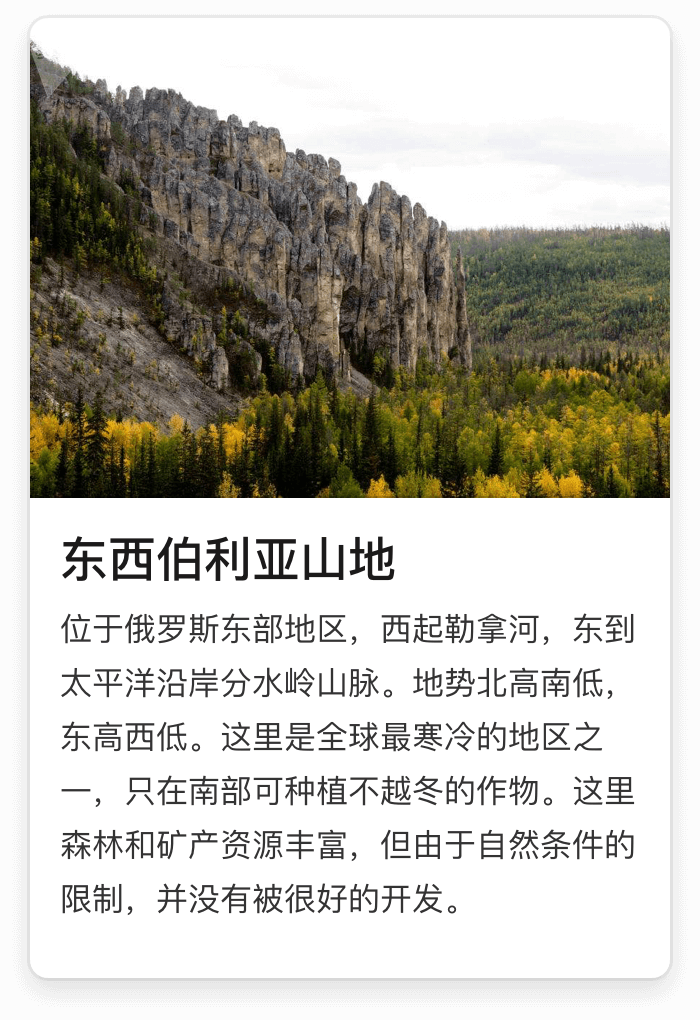 东西伯利亚山地
位于俄罗斯东部地区，西起勒拿河，东到
太平洋沿岸分水岭山脉。地势北高南低，
东高西低。这里是全球最寒冷的地区之
一，只在南部可种植不越冬的作物。这里
森林和矿产资源丰富，但由于自然条件的
限制，并没有被很好的开发。